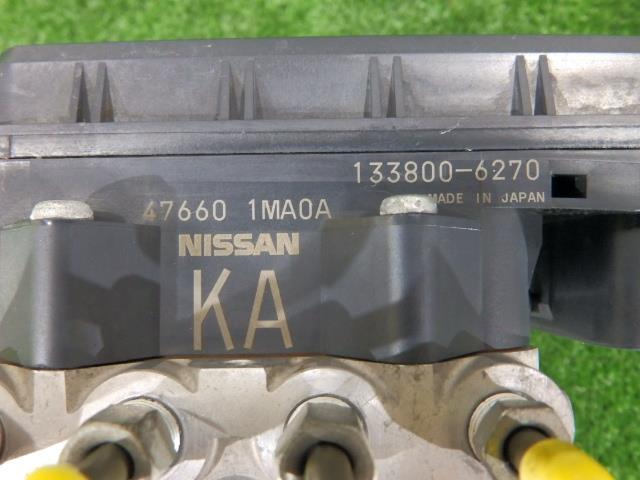 133800-6270
MADE IN JAPAN
47660 1MA0A
NISSAN
KA